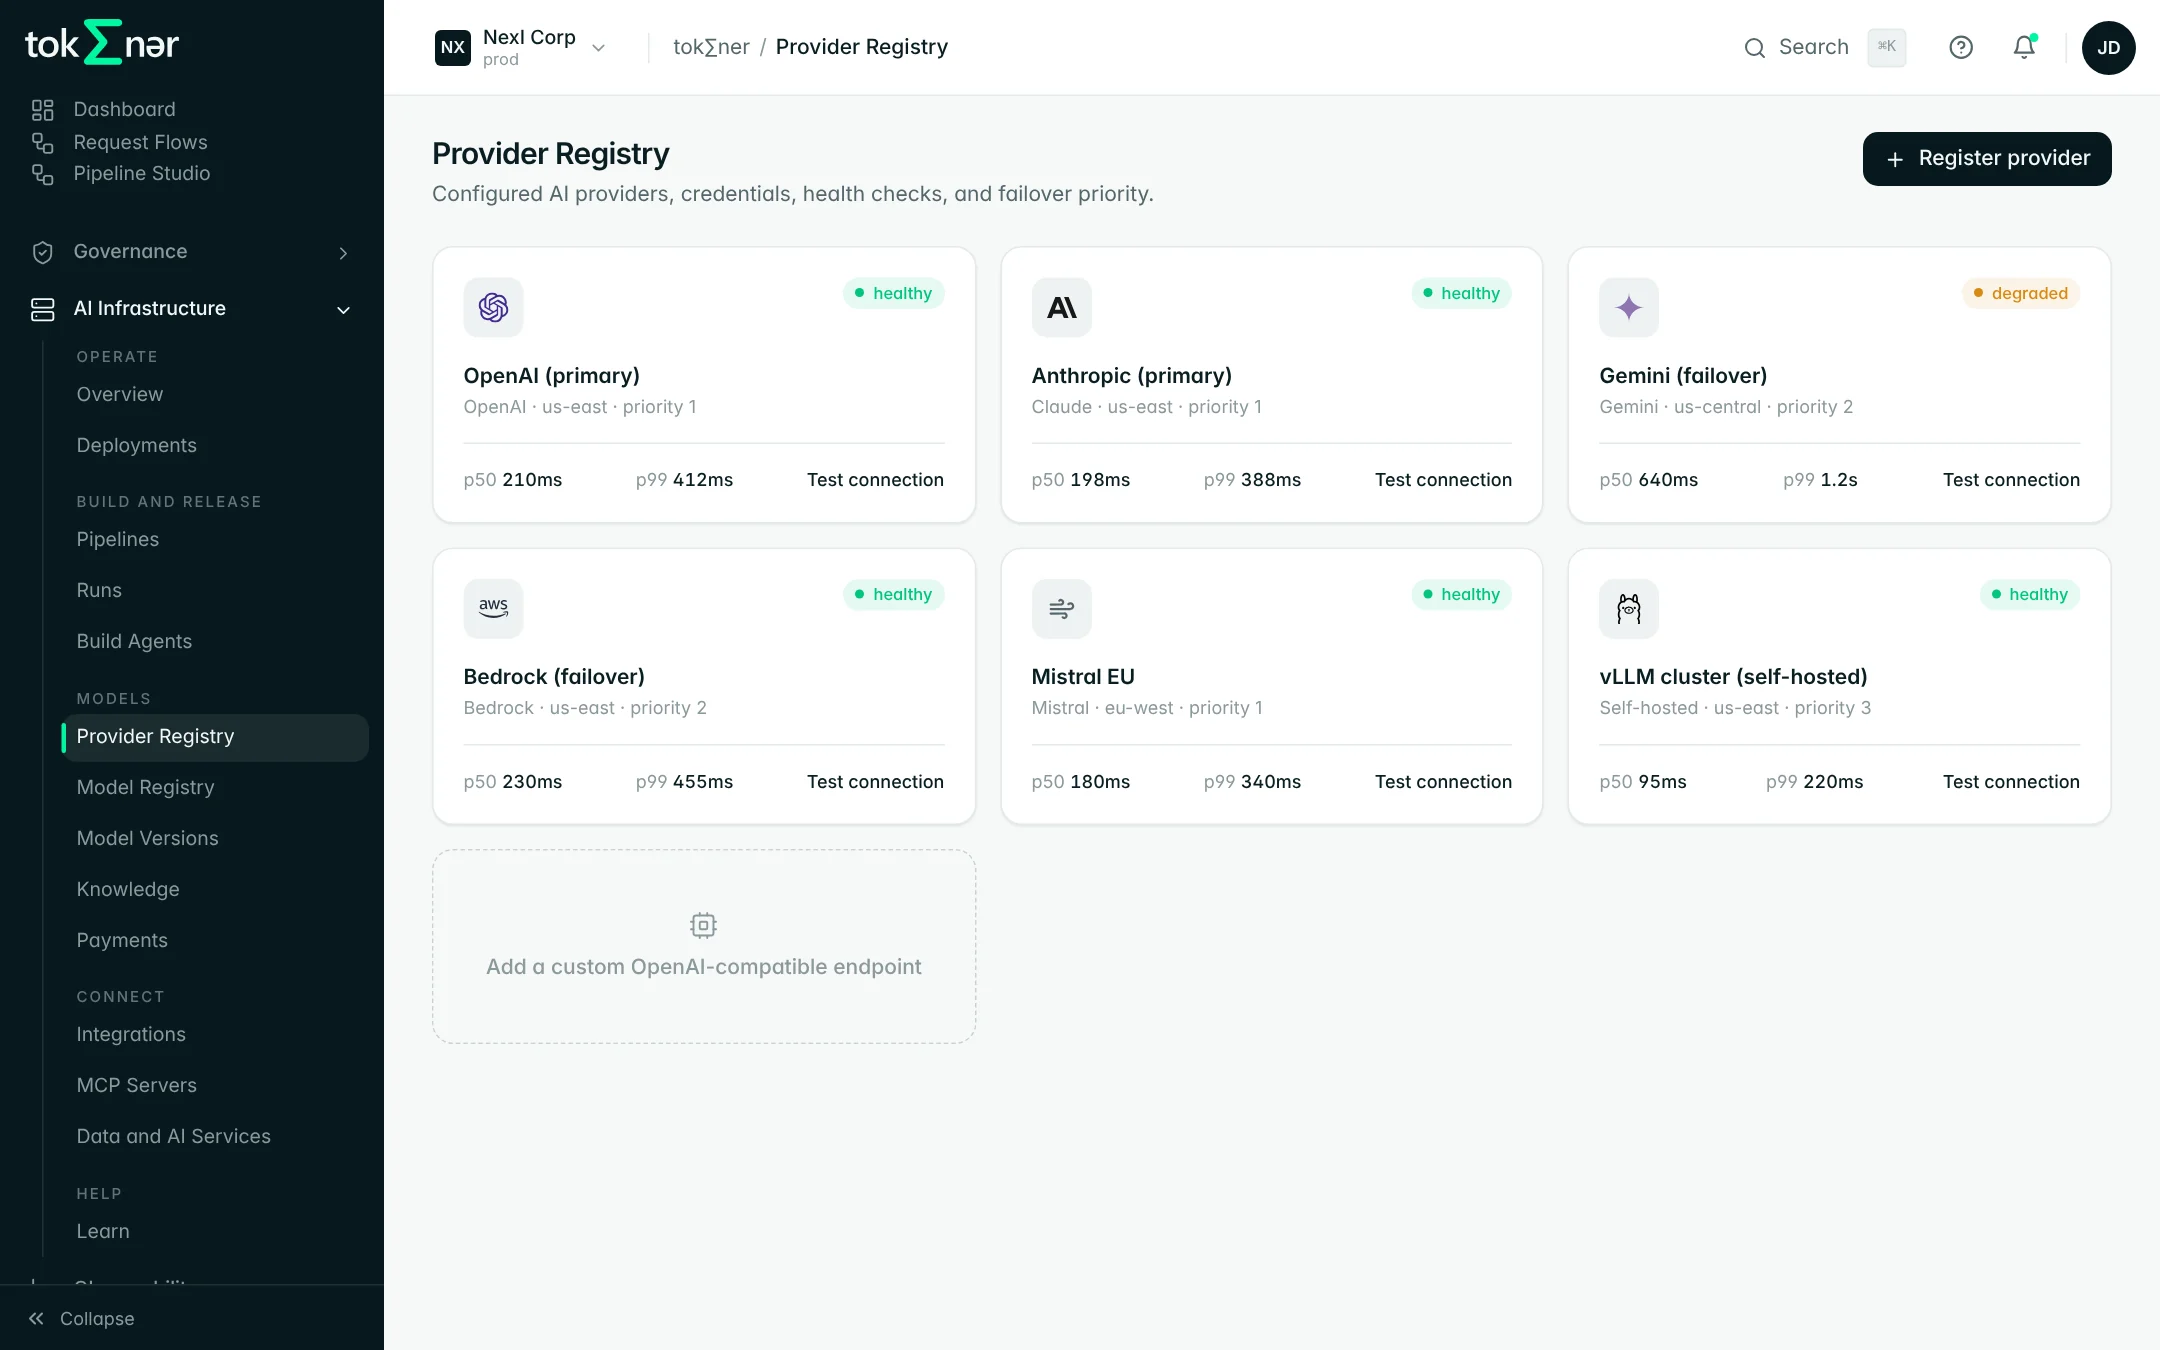 tok∑nər
Dashboard
Request Flows
Pipeline Studio
Governance
AI Infrastructure
OPERATE
Overview
Deployments
BUILD AND RELEASE
Pipelines
Runs
Build Agents
MODELS
Provider Registry
Model Registry
Model Versions
Knowledge
Payments
CONNECT
Integrations
MCP Servers
Data and AI Services
HELP
Learn
Collapse
NX
Nexl Corp
prod
tok∑ner / Provider Registry
Search
⌘K
JD
Provider Registry
Configured AI providers, credentials, health checks, and failover priority.
+ Register provider
healthy
OpenAI (primary)
OpenAI · us-east · priority 1
p50 210ms p99 412ms Test connection
healthy
Anthropic (primary)
Claude · us-east · priority 1
p50 198ms p99 388ms Test connection
degraded
Gemini (failover)
Gemini · us-central · priority 2
p50 640ms p99 1.2s Test connection
aws
healthy
Bedrock (failover)
Bedrock · us-east · priority 2
p50 230ms p99 455ms Test connection
healthy
Mistral EU
Mistral · eu-west · priority 1
p50 180ms p99 340ms Test connection
healthy
vLLM cluster (self-hosted)
Self-hosted · us-east · priority 3
p50 95ms p99 220ms Test connection
Add a custom OpenAI-compatible endpoint